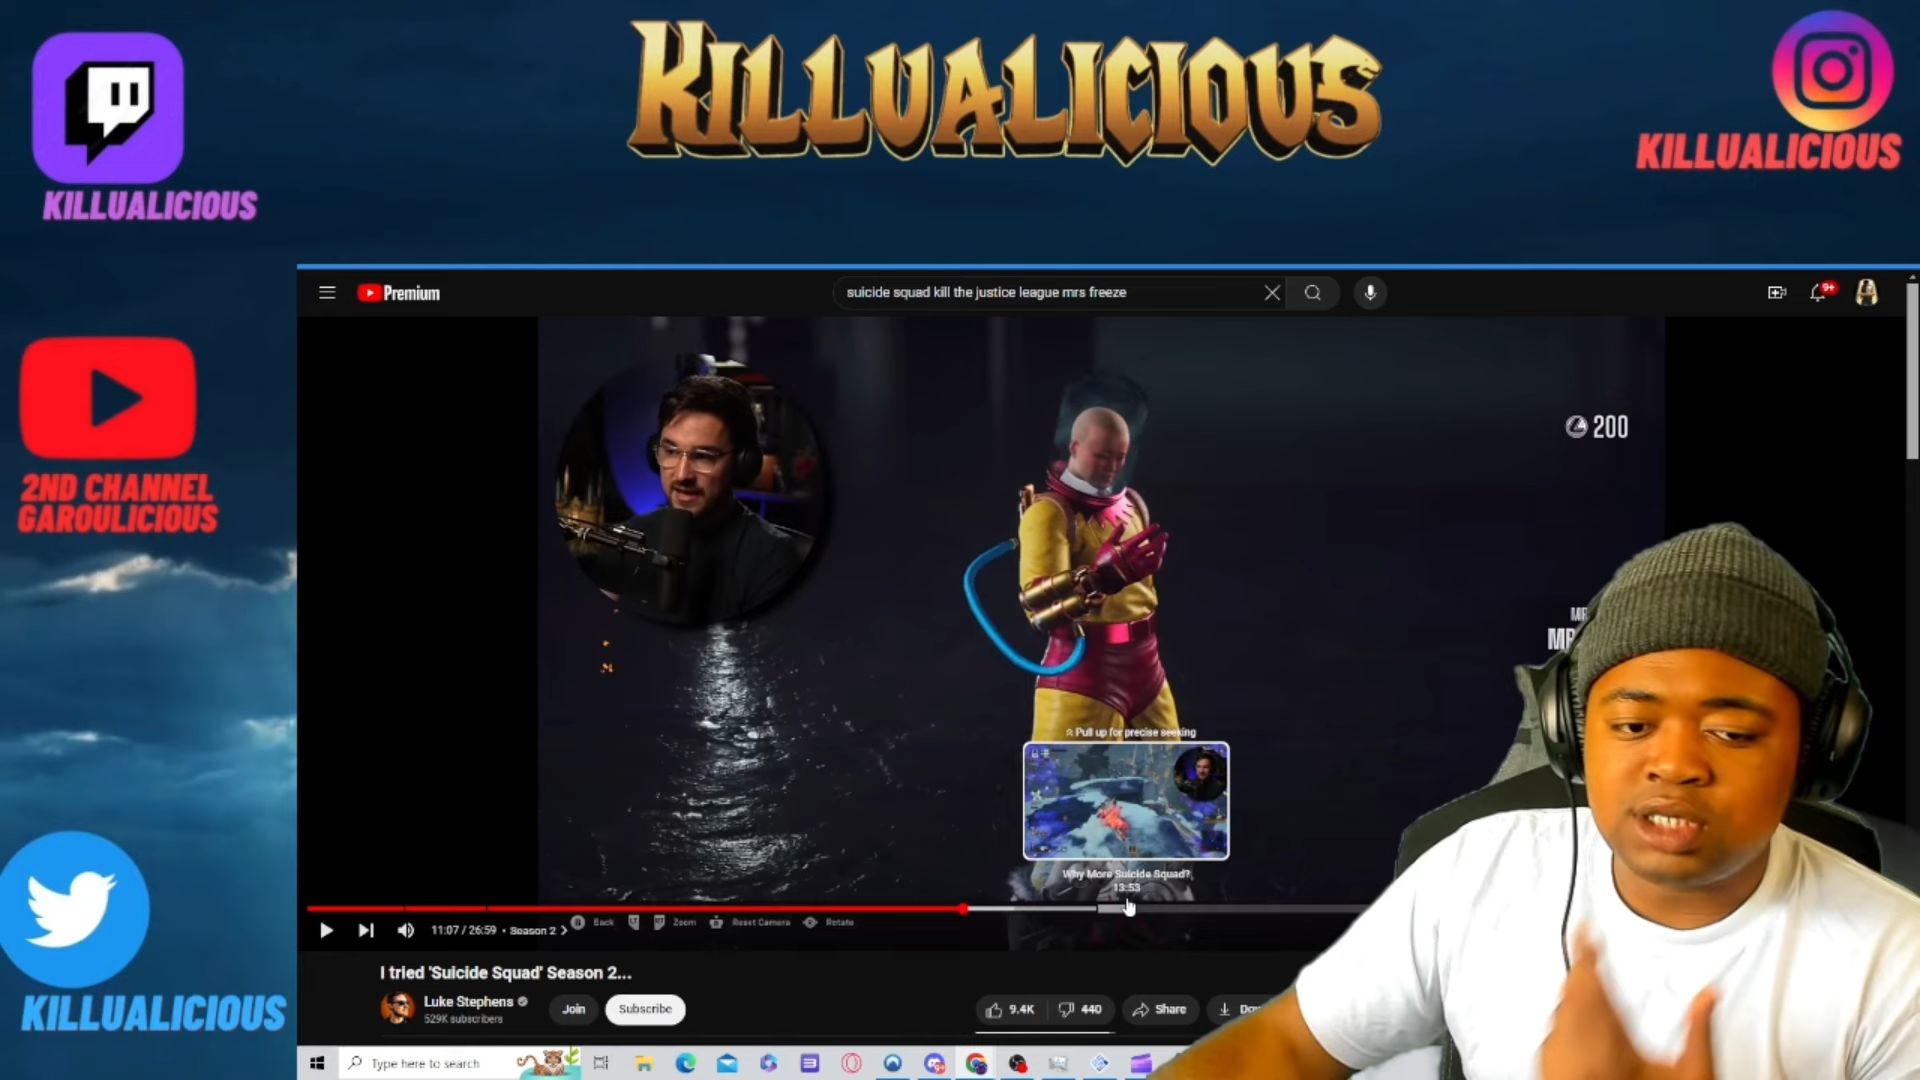 KILLUALICIOUS
KILLUALICIOUS
KILLUALICIOUS
Premium
suicide squad kill the justice league mrs freeze
9+
200
2ND CHANNEL
GAROULICIOUS
Pull up for precise seeking
Why More Suicide Squad?
13:53
11:07 / 26:59 • Season 2 >
Back
Zoom
Reset Camera
Rotate
I tried 'Suicide Squad' Season 2...
Luke Stephens
529K subscribers
Join
Subscribe
9.4K
440
Share
KILLUALICIOUS
Type here to search